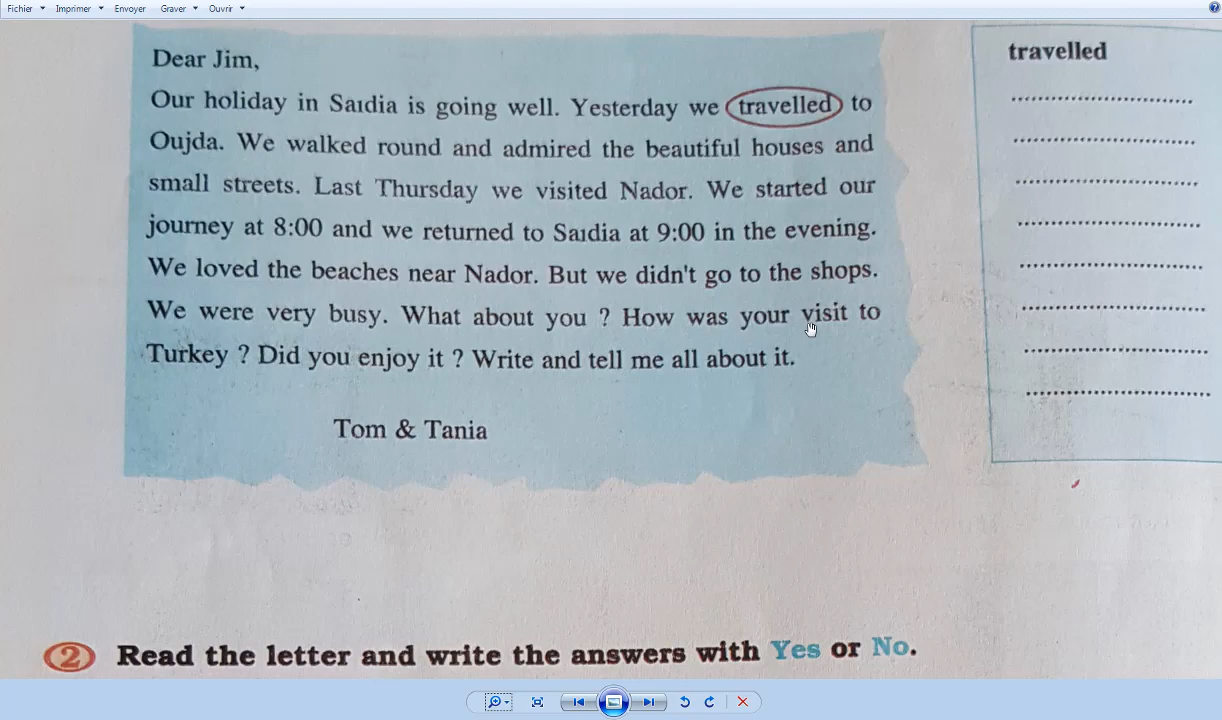 Fichier Imprimer Envoyer Graver Ouvrir
Dear Jim,
Our holiday in Saıdia is going well. Yesterday we travelled to
Oujda. We walked round and admired the beautiful houses and
small streets. Last Thursday we visited Nador. We started our
journey at 8:00 and we returned to Saıdia at 9:00 in the evening.
We loved the beaches near Nador. But we didn't go to the shops.
We were very busy. What about you ? How was your visit to
Turkey ? Did you enjoy it ? Write and tell me all about it.
Tom & Tania
travelled
2 Read the letter and write the answers with Yes or No.